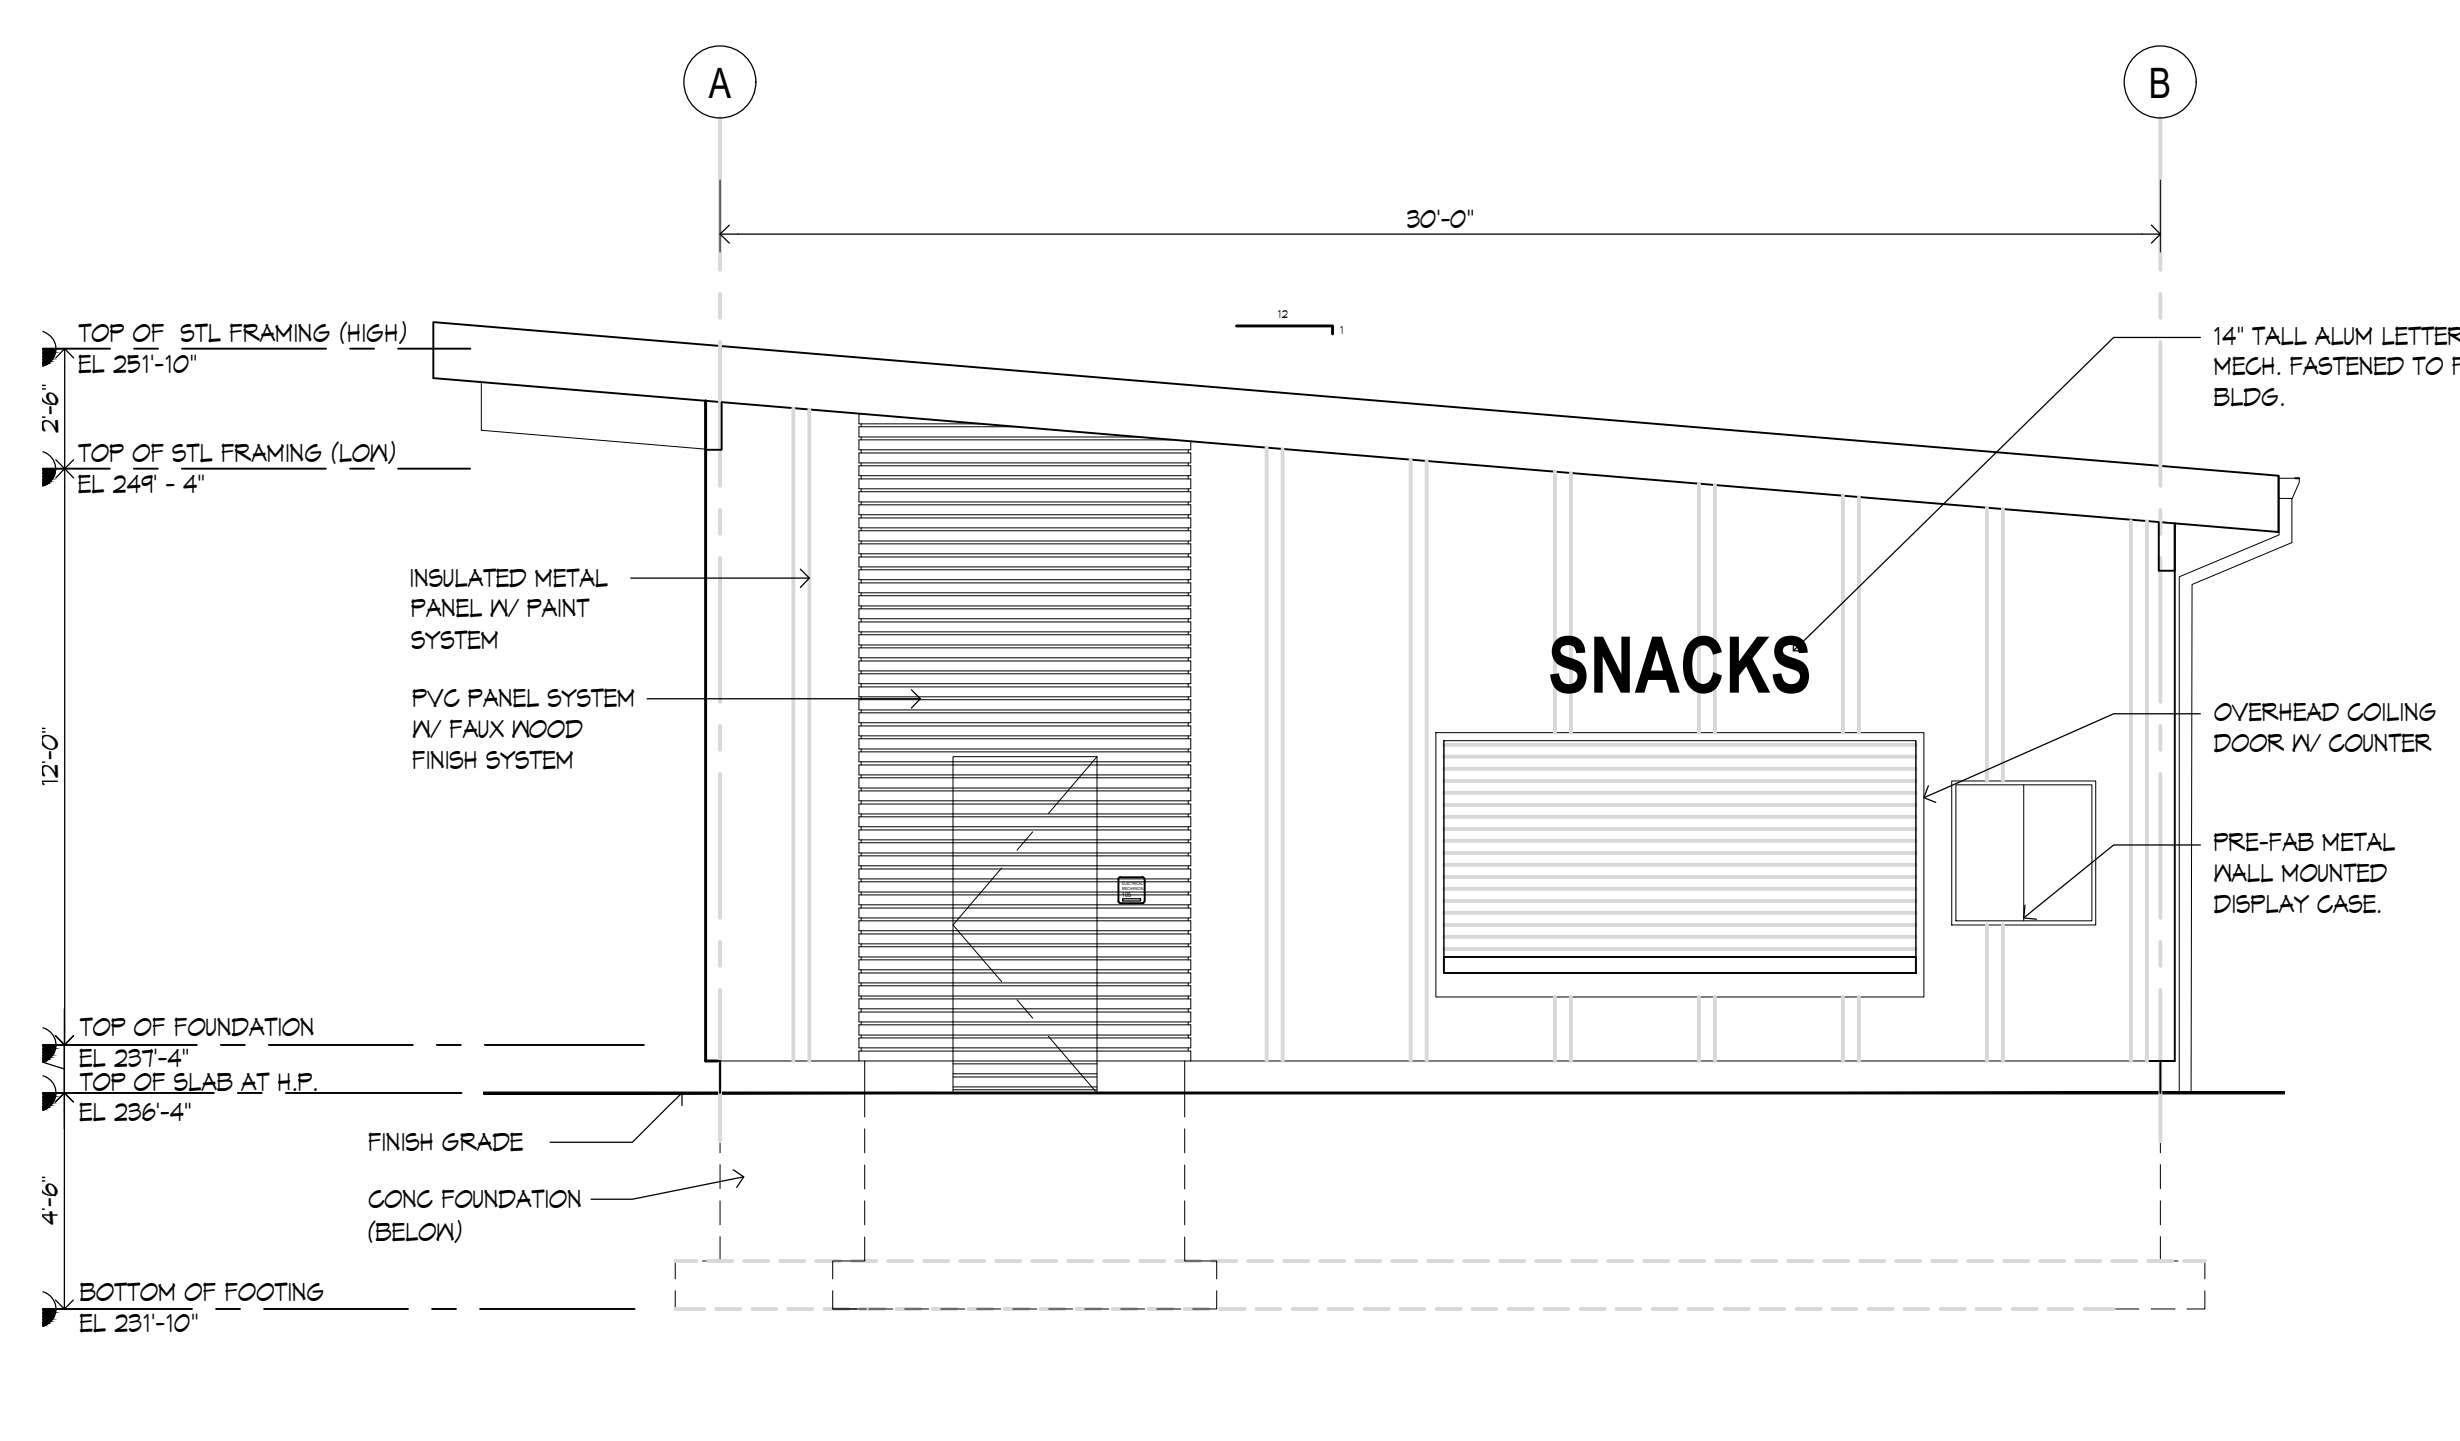 A
B
30'-0"
12
1
TOP OF STL FRAMING (HIGH)
EL 251'-10"
2'-6"
TOP OF STL FRAMING (LOW)
EL 249' - 4"
14" TALL ALUM LETTER
MECH. FASTENED TO F
BLDG.
INSULATED METAL
PANEL W/ PAINT
SYSTEM
SNACKS
PVC PANEL SYSTEM
W/ FAUX WOOD
FINISH SYSTEM
OVERHEAD COILING
DOOR W/ COUNTER
12'-0"
PRE-FAB METAL
WALL MOUNTED
DISPLAY CASE.
105
TOP OF FOUNDATION
EL 237'-4"
TOP OF SLAB AT H.P.
EL 236'-4"
FINISH GRADE
4'-6"
CONC FOUNDATION
(BELOW)
BOTTOM OF FOOTING
EL 231'-10"